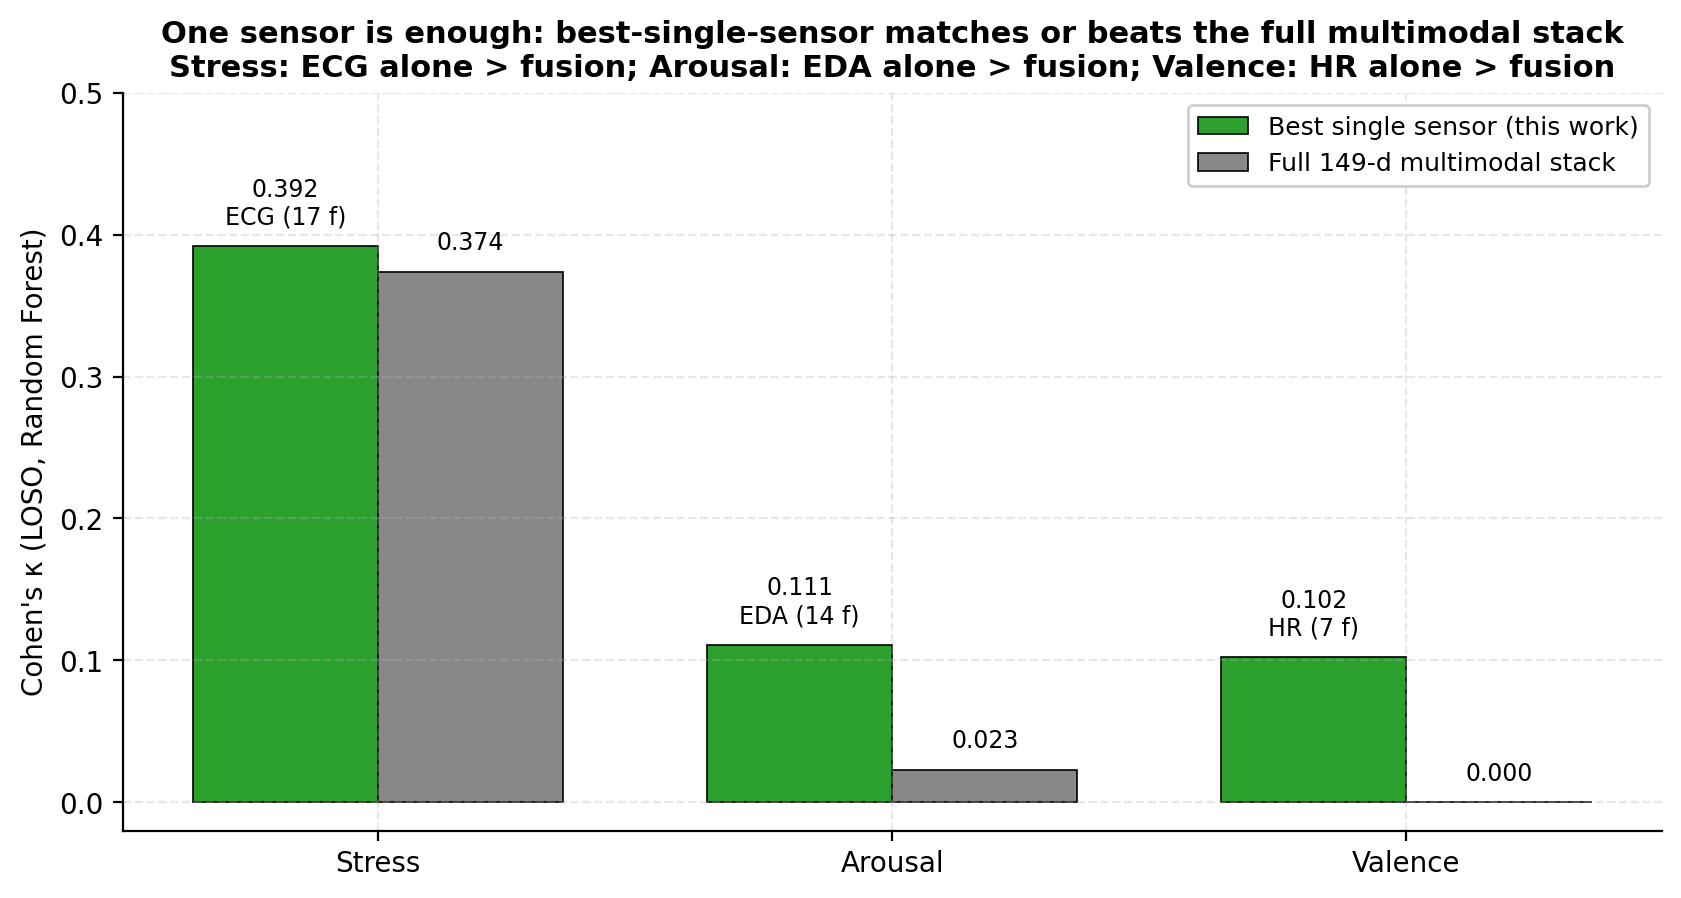 One sensor is enough: best-single-sensor matches or beats the full multimodal stack
Stress: ECG alone > fusion; Arousal: EDA alone > fusion; Valence: HR alone > fusion
Best single sensor (this work)
Full 149-d multimodal stack
Cohen's κ (LOSO, Random Forest)
0.5
0.4
0.3
0.2
0.1
0.0
0.392
ECG (17 f)
0.374
0.111
EDA (14 f)
0.023
0.102
HR (7 f)
0.000
Stress
Arousal
Valence